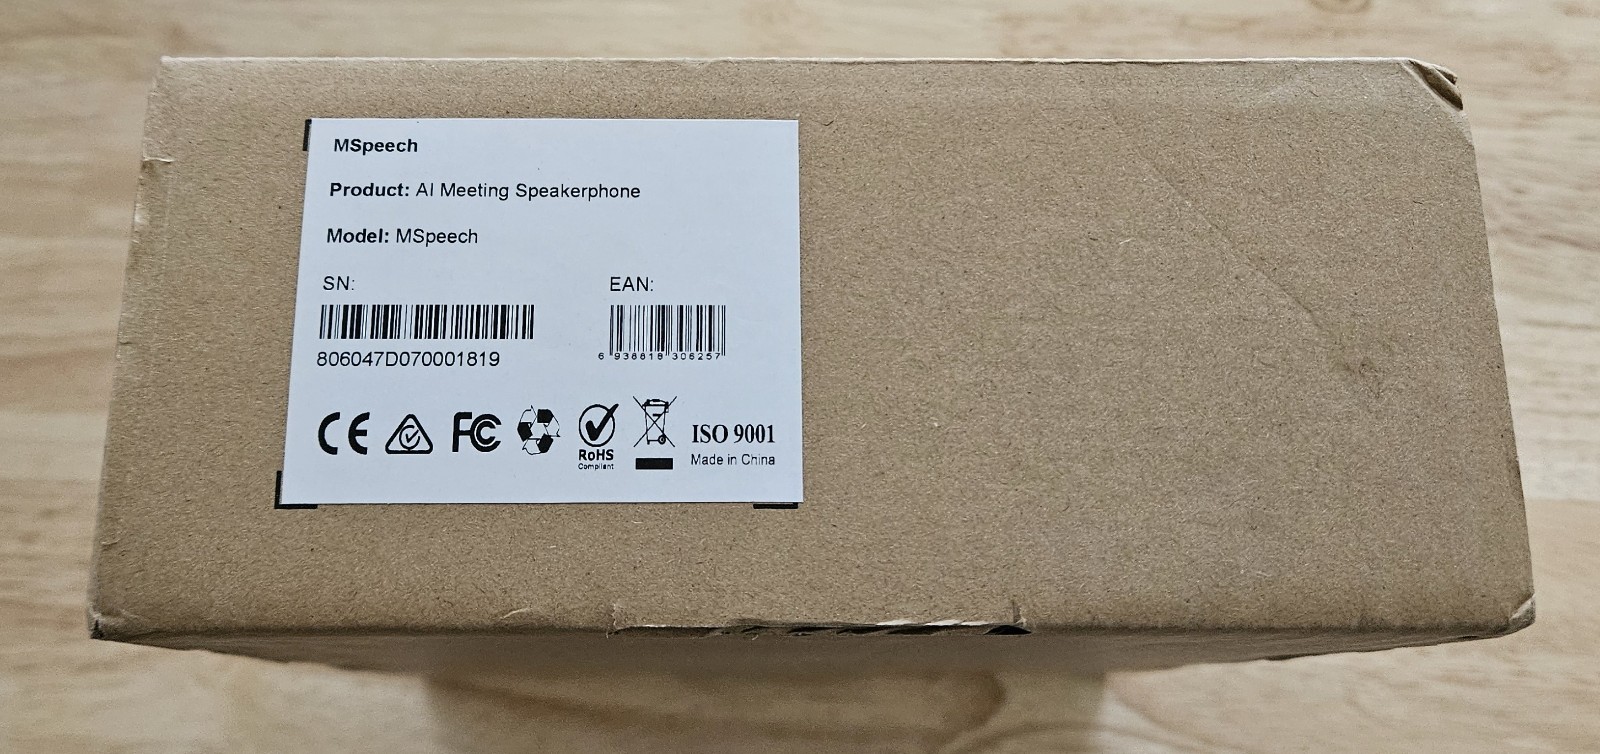 MSpeech
Product: AI Meeting Speakerphone
Model: MSpeech
SN: EAN:
806047D070001819
6 938818 306257
CE FC
RoHS
Compliant
ISO 9001
Made in China